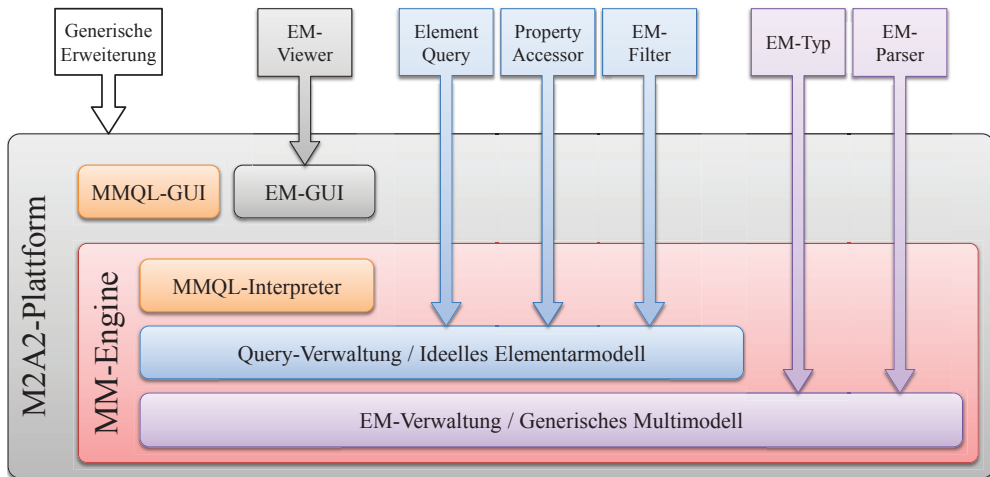 Generische
Erweiterung
EM-
Viewer
Element
Query
Property
Accessor
EM-
Filter
EM-Typ
EM-
Parser
M2A2-Plattform
MMQL-GUI
EM-GUI
MM-Engine
MMQL-Interpreter
Query-Verwaltung / Ideelles Elementarmodell
EM-Verwaltung / Generisches Multimodell